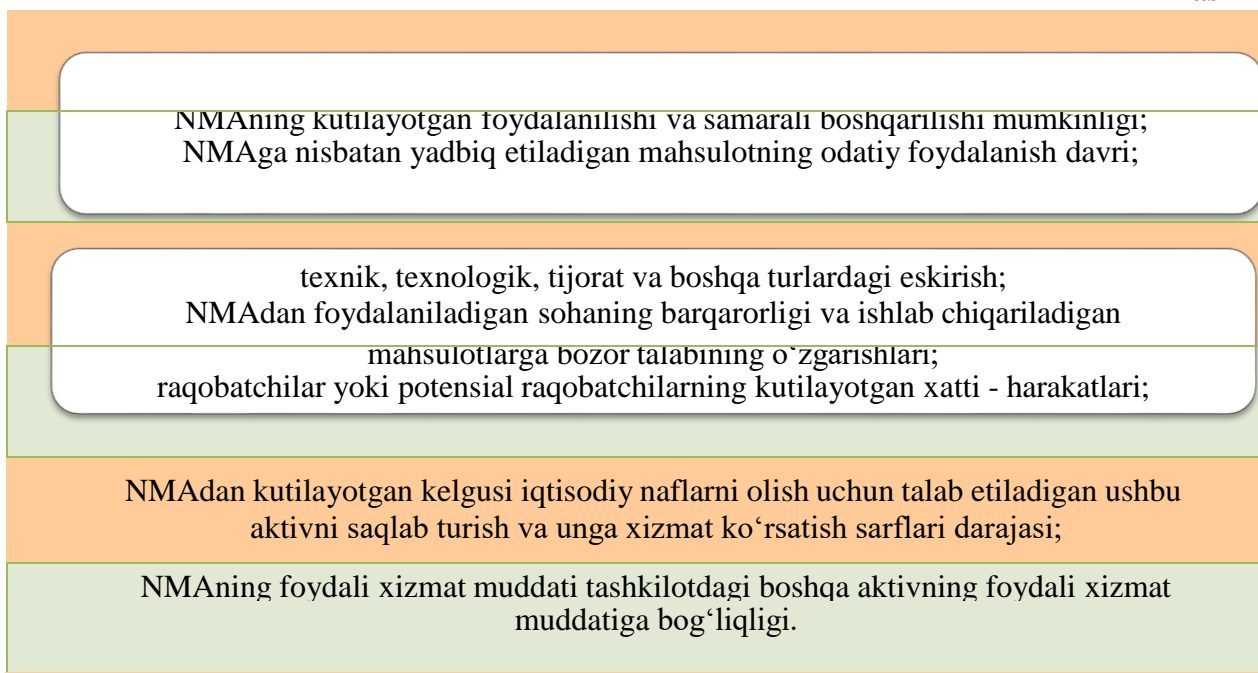 NMAning kutilayotgan foydalanilishi va samarali boshqarilishi mumkinligi;
NMAga nisbatan yadbiq etiladigan mahsulotning odatiy foydalanish davri;
texnik, texnologik, tijorat va boshqa turlardagi eskirish;
NMAdan foydalaniladigan sohaning barqarorligi va ishlab chiqariladigan
mahsulotlarga bozor talabining o‘zgarishlari;
raqobatchilar yoki potensial raqobatchilarning kutilayotgan xatti - harakatlari;
NMAdan kutilayotgan kelgusi iqtisodiy naflarni olish uchun talab etiladigan ushbu
aktivni saqlab turish va unga xizmat ko‘rsatish sarflari darajasi;
NMAning foydali xizmat muddati tashkilotdagi boshqa aktivning foydali xizmat
muddatiga bog‘liqligi.